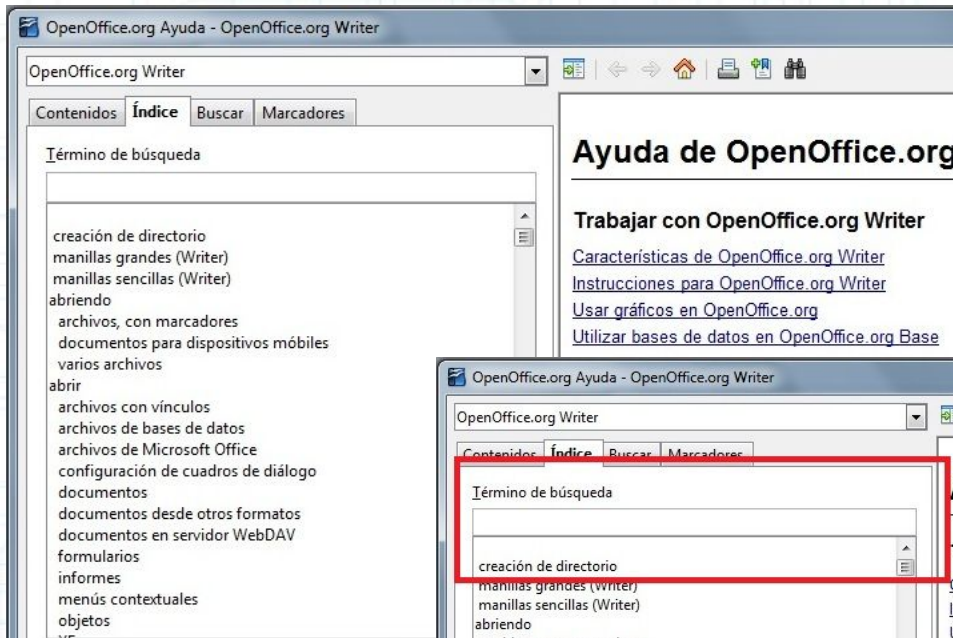 OpenOffice.org Ayuda - OpenOffice.org Writer
OpenOffice.org Writer
Contenidos Índice Buscar Marcadores
Término de búsqueda
creación de directorio
manillas grandes (Writer)
manillas sencillas (Writer)
abriendo
archivos, con marcadores
documentos para dispositivos móbiles
varios archivos
abrir
archivos con vínculos
archivos de bases de datos
archivos de Microsoft Office
configuración de cuadros de diálogo
documentos
documentos desde otros formatos
documentos en servidor WebDAV
formularios
informes
menús contextuales
objetos
Ayuda de OpenOffice.org
Trabajar con OpenOffice.org Writer
Características de OpenOffice.org Writer
Instrucciones para OpenOffice.org Writer
Usar gráficos en OpenOffice.org
Utilizar bases de datos en OpenOffice.org Base
OpenOffice.org Ayuda - OpenOffice.org Writer
OpenOffice.org Writer
Contenidos Índice Buscar Marcadores
Término de búsqueda
creación de directorio
manillas grandes (Writer)
manillas sencillas (Writer)
abriendo